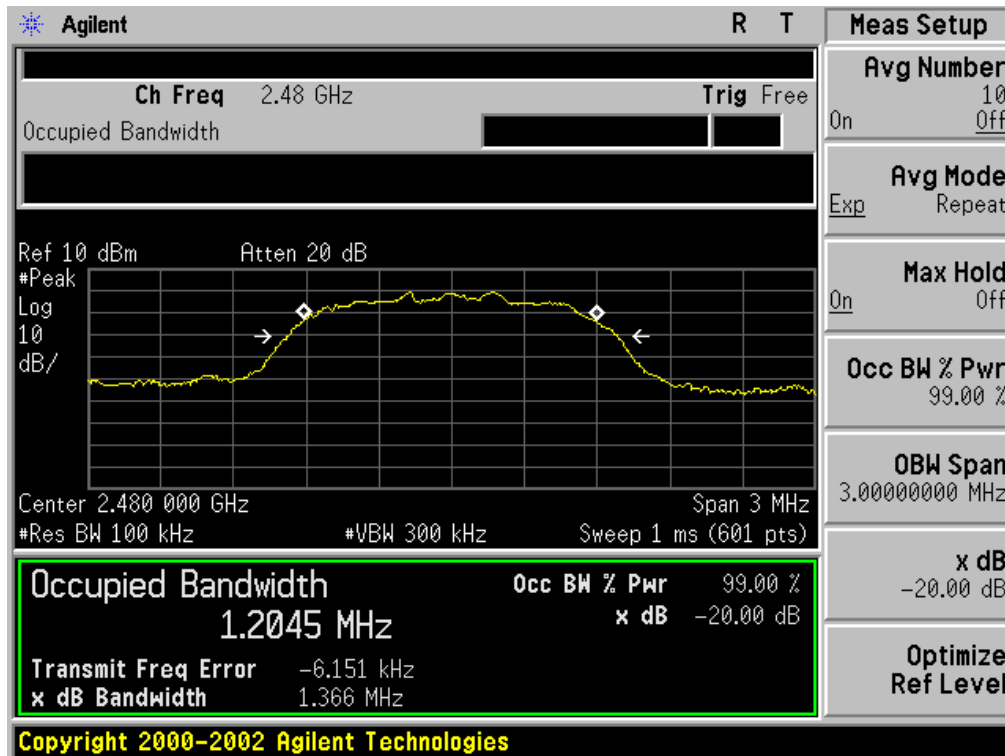 Agilent R T
Ch Freq 2.48 GHz Trig Free
Occupied Bandwidth
Ref 10 dBm Atten 20 dB
#Peak
Log
10
dB/
Center 2.480 000 GHz Span 3 MHz
#Res BW 100 kHz #VBW 300 kHz Sweep 1 ms (601 pts)
Occupied Bandwidth Occ BW % Pwr 99.00 %
1.2045 MHz x dB -20.00 dB
Transmit Freq Error -6.151 kHz
x dB Bandwidth 1.366 MHz
Copyright 2000-2002 Agilent Technologies
Meas Setup
Avg Number
10
On Off
Avg Mode
Exp Repeat
Max Hold
On Off
Occ BW % Pwr
99.00 %
OBW Span
3.00000000 MHz
x dB
-20.00 dB
Optimize
Ref Level